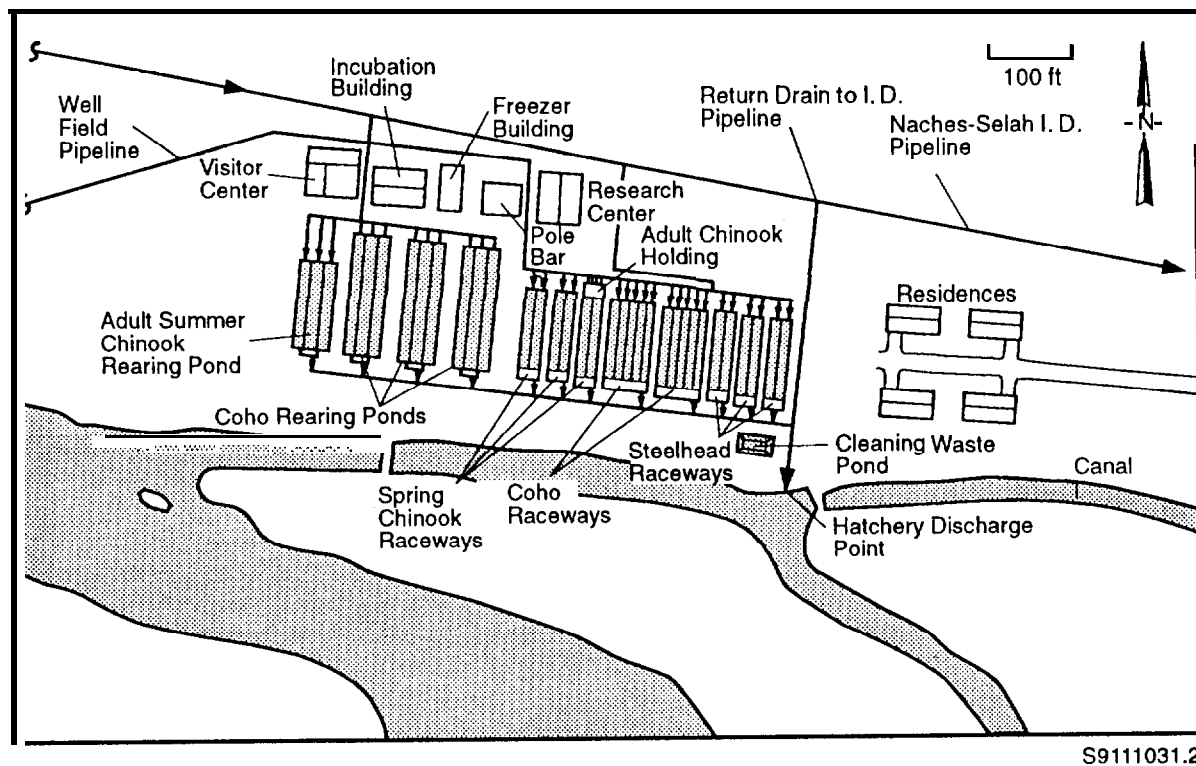 Incubation
Building
100 ft
Well
Field
Pipeline
Freezer
Building
Return Drain to I. D.
Pipeline
Naches-Selah I. D.
Pipeline
-N-
Visitor
Center
Research
Center
Pole
Bar
Adult Chinook
Holding
Residences
Adult Summer
Chinook
Rearing Pond
Coho Rearing Ponds
Steelhead
Raceways
Cleaning Waste
Pond
Canal
Spring
Chinook
Raceways
Coho
Raceways
Hatchery Discharge
Point
S9111031.2